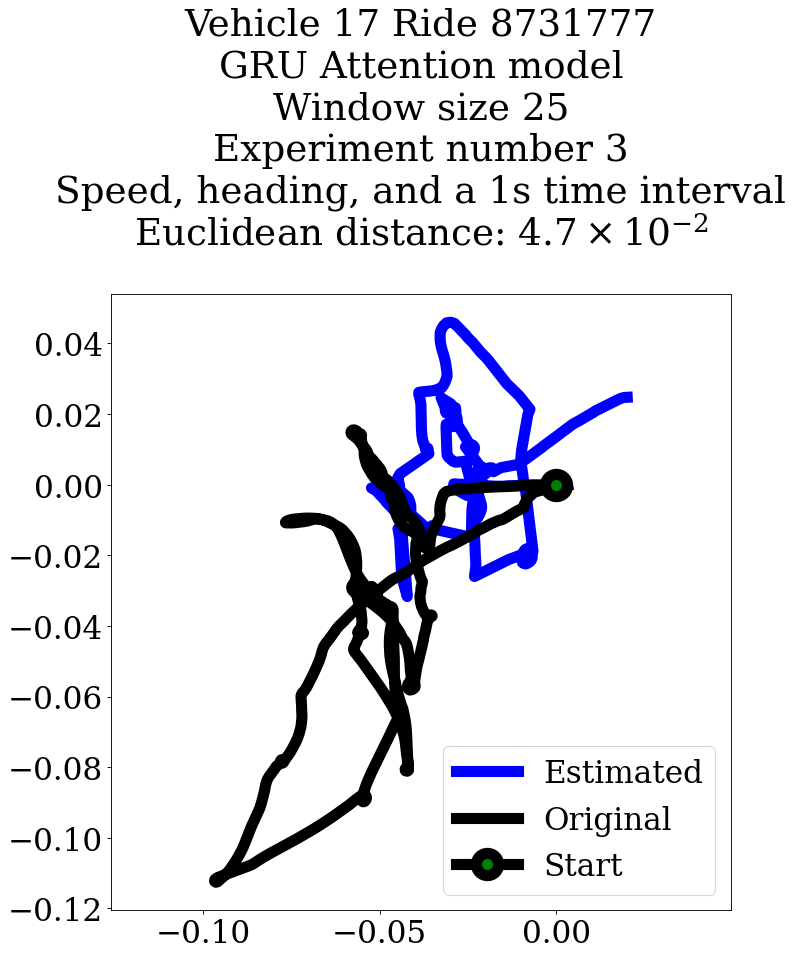 Vehicle 17 Ride 8731777
GRU Attention model
Window size 25
Experiment number 3
Speed, heading, and a 1s time interval
Euclidean distance: 4.7 × 10⁻²
0.04
0.02
0.00
−0.02
−0.04
−0.06
−0.08
−0.10
−0.12
Estimated
Original
Start
−0.10
−0.05
0.00